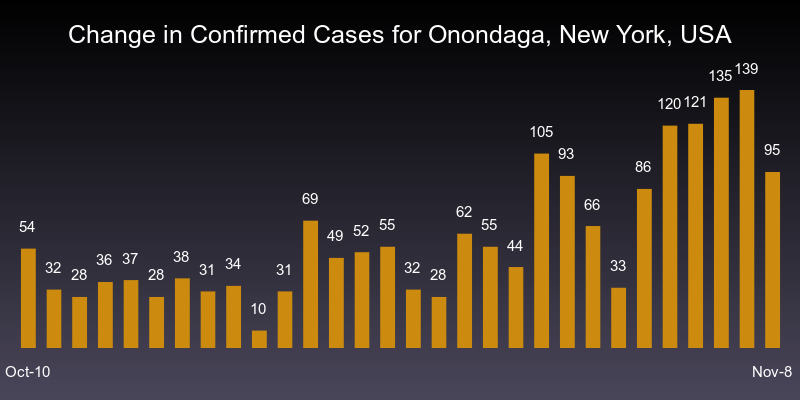 Change in Confirmed Cases for Onondaga, New York, USA
54 32 28 36 37 28 38 31 34 10 31 69 49 52 55 32 28 62 55 44 105 93 66 33 86 120 121 135 139 95
Oct-10 Nov-8